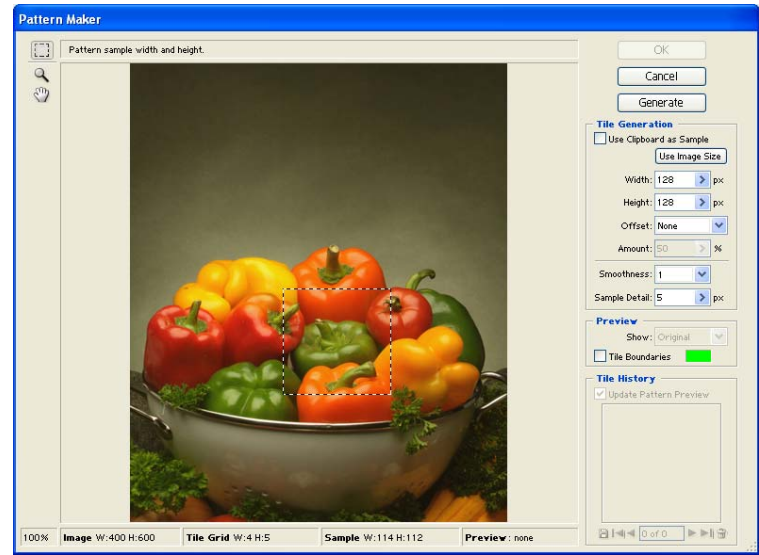 Pattern Maker
Pattern sample width and height.
OK
Cancel
Generate
Tile Generation
Use Clipboard as Sample
Use Image Size
Width: 128 px
Height: 128 px
Offset: None
Amount: 50 %
Smoothness: 1
Sample Detail: 5 px
Preview
Show: Original
Tile Boundaries
Tile History
Update Pattern Preview
0 of 0
100% Image W:400 H:600 Tile Grid W:4 H:5 Sample W:114 H:112 Preview: none